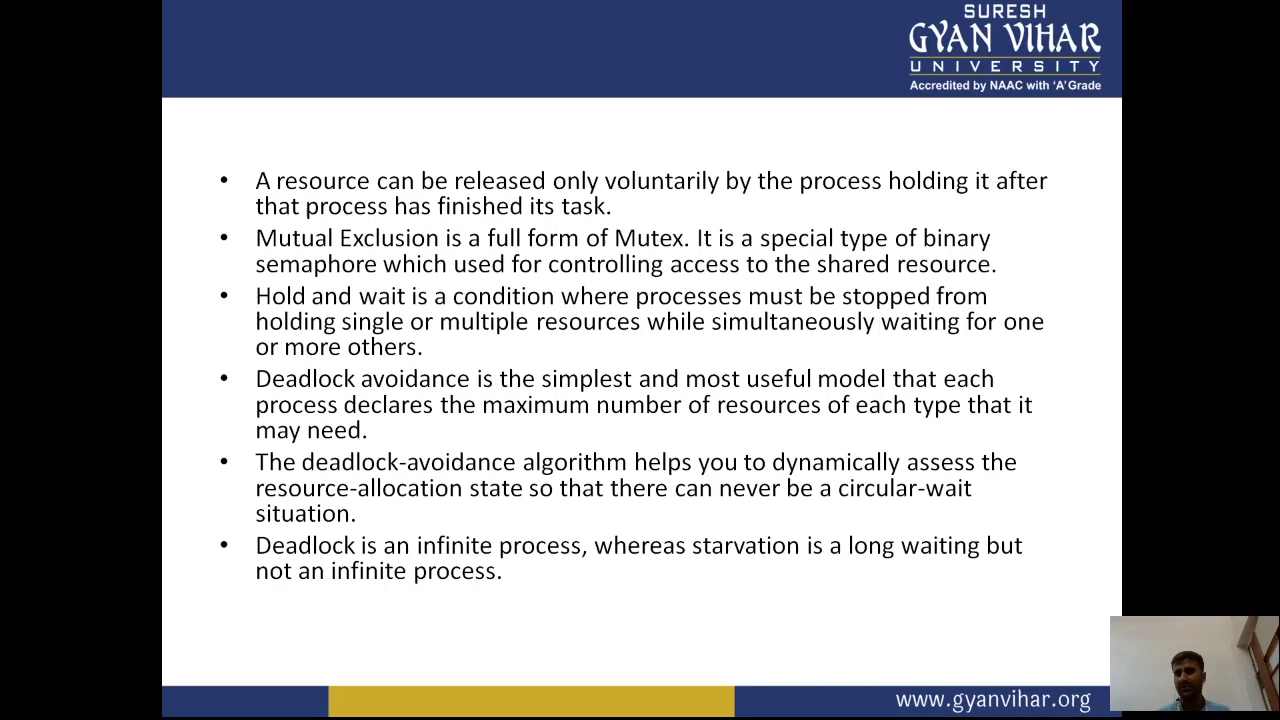 SURESH
GYAN VIHAR
UNIVERSITY
Accredited by NAAC with 'A' Grade
• A resource can be released only voluntarily by the process holding it after
that process has finished its task.
• Mutual Exclusion is a full form of Mutex. It is a special type of binary
semaphore which used for controlling access to the shared resource.
• Hold and wait is a condition where processes must be stopped from
holding single or multiple resources while simultaneously waiting for one
or more others.
• Deadlock avoidance is the simplest and most useful model that each
process declares the maximum number of resources of each type that it
may need.
• The deadlock-avoidance algorithm helps you to dynamically assess the
resource-allocation state so that there can never be a circular-wait
situation.
• Deadlock is an infinite process, whereas starvation is a long waiting but
not an infinite process.
www.gyanvihar.org